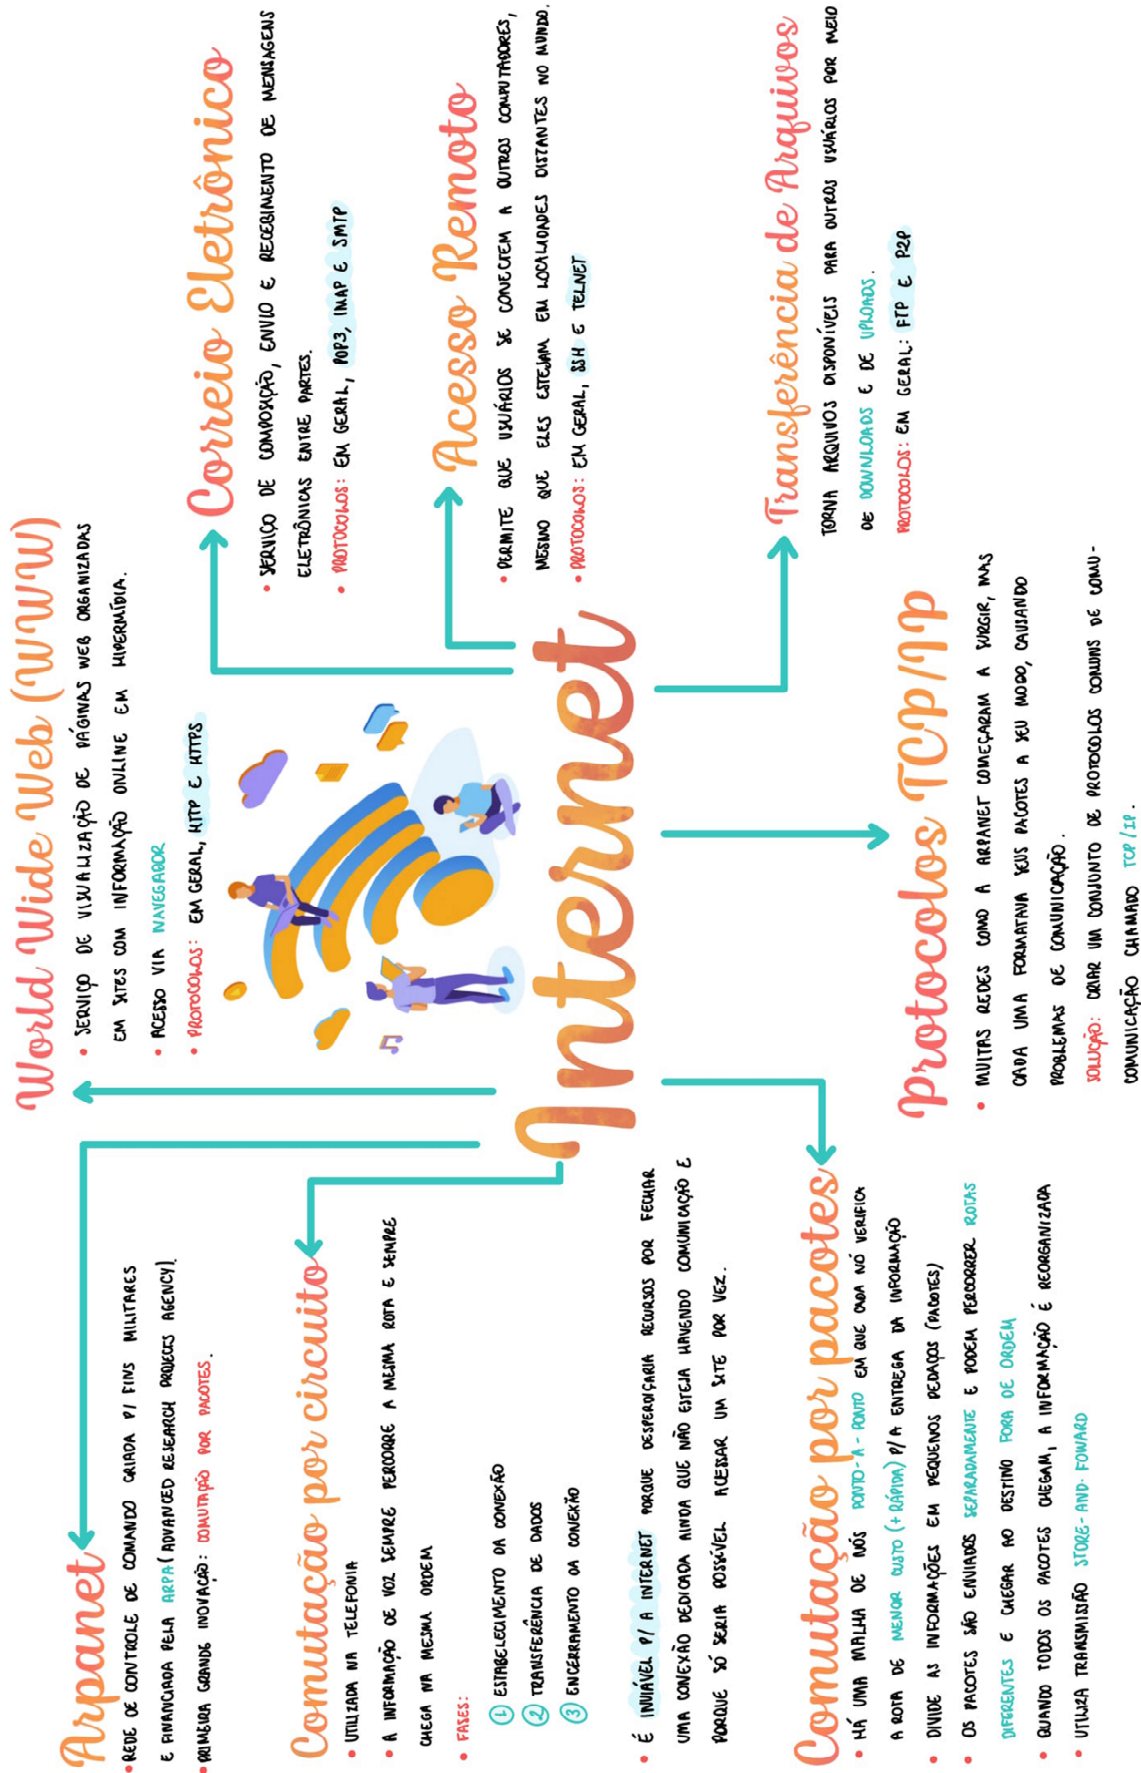 Arpanet
• REDE DE CONTROLE DE COMANDO CRIADA P/ FINS MILITARES
E FINANCIADA PELA ARPA (ADVANCED RESEARCH PROJECTS AGENCY).
• PRIMEIRA GRANDE INOVAÇÃO: COMUTAÇÃO POR PACOTES.
World Wide Web (WWW)
• SERVIÇO DE VISUALIZAÇÃO DE PÁGINAS WEB ORGANIZADAS
EM SITES COM INFORMAÇÃO ONLINE EM HIPERMÍDIA.
• ACESSO VIA NAVEGADOR
• PROTOCOLOS: EM GERAL, HTTP E HTTPS
Correio Eletrônico
• SERVIÇO DE COMPOSIÇÃO, ENVIO E RECEBIMENTO DE MENSAGENS
ELETRÔNICAS ENTRE PARTES.
• PROTOCOLOS: EM GERAL, POP3, IMAP E SMTP
Comutação por circuito
• UTILIZADA NA TELEFONIA
• A INFORMAÇÃO DE VOZ SEMPRE PERCORRE A MESMA ROTA E SEMPRE
CHEGA NA MESMA ORDEM
• FASES:
① ESTABELECIMENTO DA CONEXÃO
② TRANSFERÊNCIA DE DADOS
③ ENCERRAMENTO DA CONEXÃO
• É INVIÁVEL P/ A INTERNET PORQUE DESPERDIÇARIA RECURSOS POR FECHAR
UMA CONEXÃO DEDICADA AINDA QUE NÃO ESTEJA HAVENDO COMUNICAÇÃO E
PORQUE SÓ SERIA POSSÍVEL ACESSAR UM SITE POR VEZ.
Internet
Acesso Remoto
• PERMITE QUE USUÁRIOS SE CONECTEM A OUTROS COMPUTADORES,
MESMO QUE ELES ESTEJAM EM LOCALIDADES DISTANTES NO MUNDO.
• PROTOCOLOS: EM GERAL, SSH E TELNET
Comutação por pacotes
• HÁ UMA MALHA DE NÓS PONTO-A-PONTO EM QUE CADA NÓ VERIFICA
A ROTA DE MENOR CUSTO (+ RÁPIDA) P/ A ENTREGA DA INFORMAÇÃO
• DIVIDE AS INFORMAÇÕES EM PEQUENOS PEDAÇOS (PACOTES)
• OS PACOTES SÃO ENVIADOS SEPARADAMENTE E PODEM PERCORRER ROTAS
DIFERENTES E CHEGAR AO DESTINO FORA DE ORDEM
• QUANDO TODOS OS PACOTES CHEGAM, A INFORMAÇÃO É REORGANIZADA
• UTILIZA TRANSMISSÃO STORE-AND-FOWARD
Protocolos TCP/IP
• MUITAS REDES COMO A ARPANET COMEÇARAM A SURGIR, MAS
CADA UMA FORMATAVA SEUS PACOTES A SEU MODO, CAUSANDO
PROBLEMAS DE COMUNICAÇÃO.
SOLUÇÃO: CRIAR UM CONJUNTO DE PROTOCOLOS COMUNS DE COMU-
COMUNICAÇÃO CHAMADO TCP/IP.
Transferência de Arquivos
TORNA ARQUIVOS DISPONÍVEIS PARA OUTROS USUÁRIOS POR MEIO
DE DOWNLOADS E DE UPLOADS.
PROTOCOLOS: EM GERAL: FTP E P2P